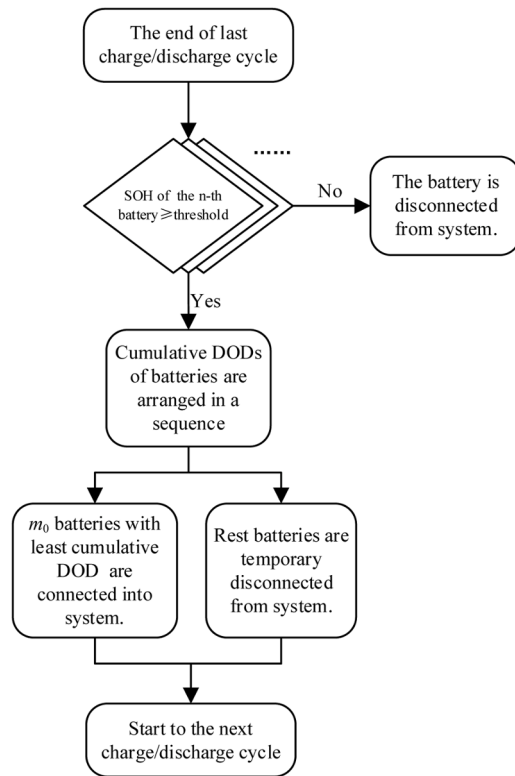 The end of last
charge/discharge cycle
......
SOH of the n-th
battery≥threshold
No
The battery is
disconnected
from system.
Yes
Cumulative DODs
of batteries are
arranged in a
sequence
m₀ batteries with
least cumulative
DOD are
connected into
system.
Rest batteries are
temporary
disconnected
from system.
Start to the next
charge/discharge cycle